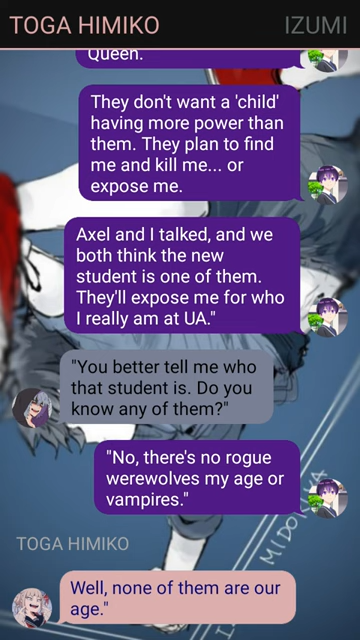 TOGA HIMIKO IZUMI
Queen.
They don't want a 'child'
having more power than
them. They plan to find
me and kill me... or
expose me.
Axel and I talked, and we
both think the new
student is one of them.
They'll expose me for who
I really am at UA."
"You better tell me who
that student is. Do you
know any of them?"
"No, there's no rogue
werewolves my age or
vampires."
MIDORIYA
TOGA HIMIKO
Well, none of them are our
age."